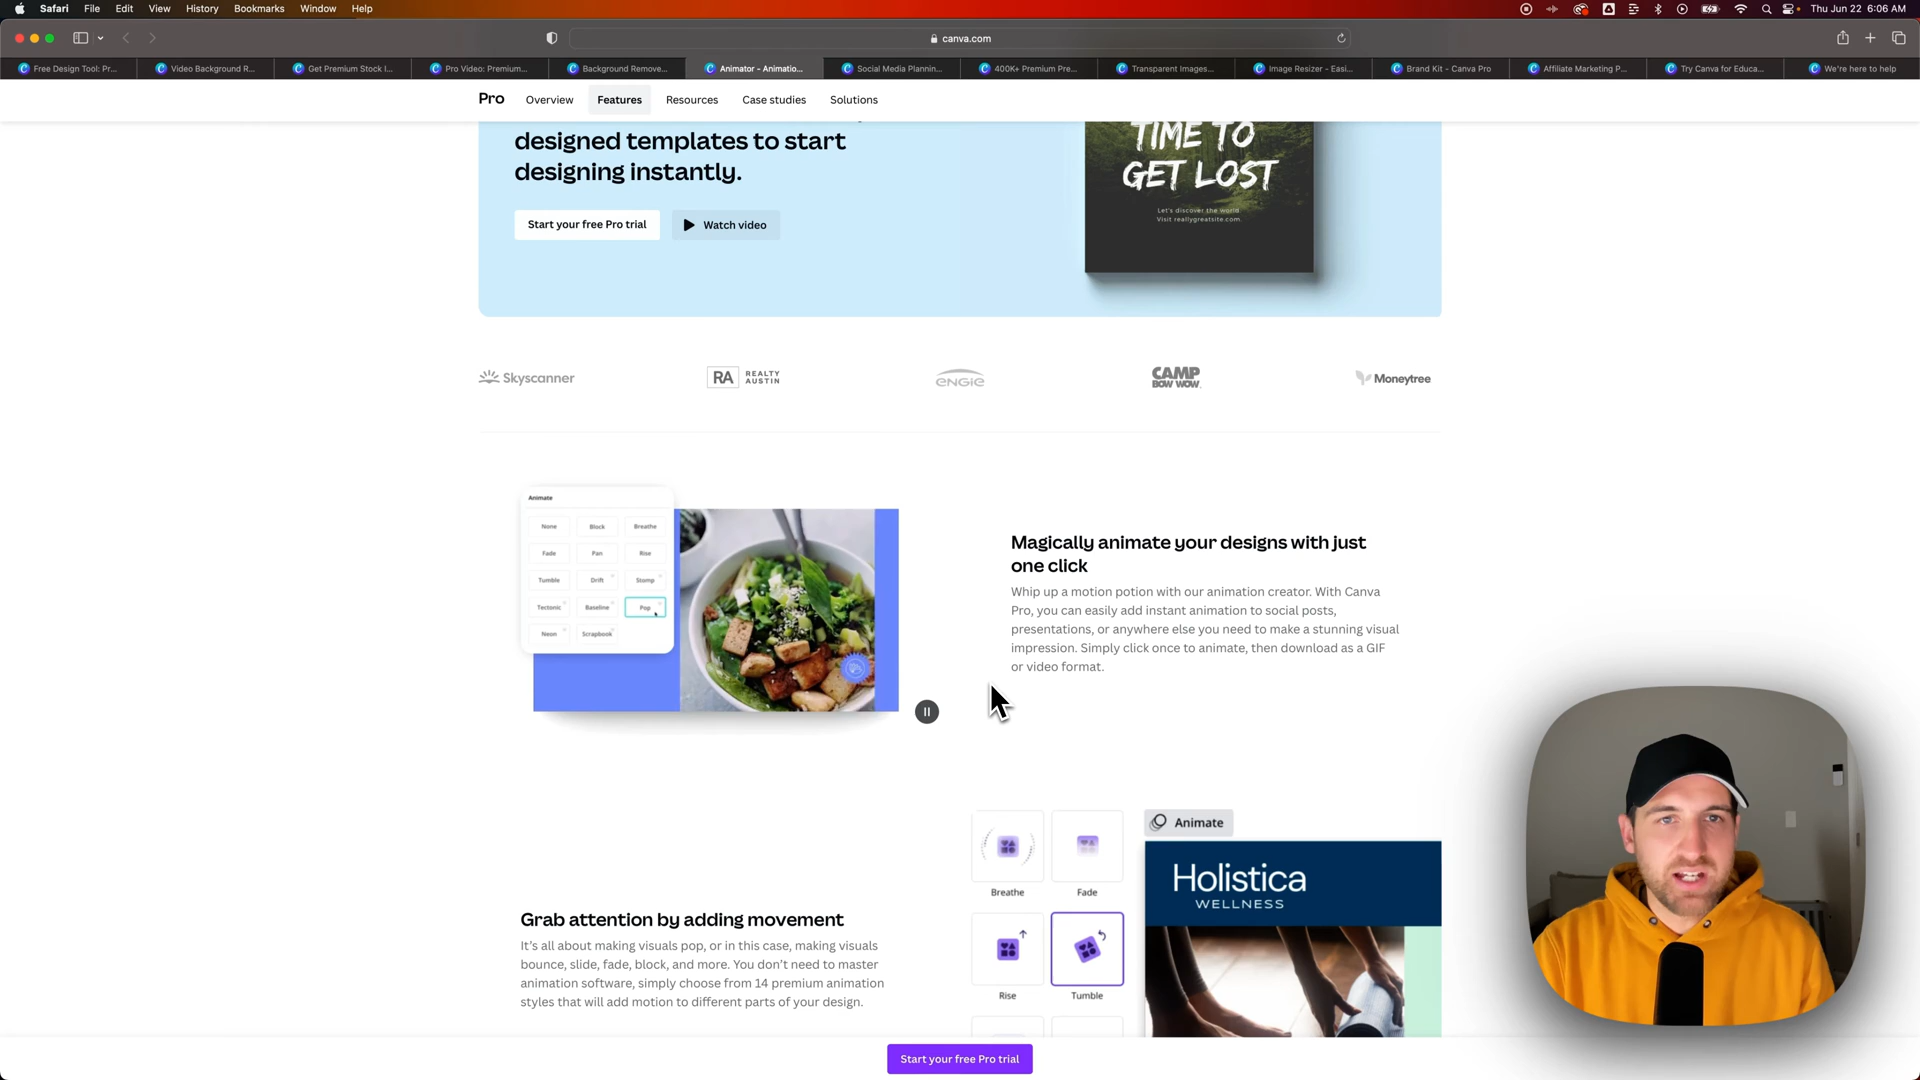 Safari File Edit View History Bookmarks Window Help
Thu Jun 22 6:06 AM
canva.com
Free Design Tool: Pr...
Video Background R...
Get Premium Stock I...
Pro Video: Premium...
Background Remove...
Animator - Animatio...
Social Media Plannin...
400K+ Premium Pre...
Transparent Images...
Image Resizer - Easi...
Brand Kit - Canva Pro
Affiliate Marketing P...
Try Canva for Educa...
We're here to help
Pro Overview Features Resources Case studies Solutions
designed templates to start
designing instantly.
Start your free Pro trial
Watch video
TIME TO
GET LOST
Let's discover the world.
Visit reallygreatsite.com.
Skyscanner
RA REALTY
AUSTIN
ENGIE
CAMP
BOW WOW.
Moneytree
Animate
None Block Breathe
Fade Pan Rise
Tumble Drift Stomp
Tectonic Baseline Pop
Neon Scrapbook
Magically animate your designs with just
one click
Whip up a motion potion with our animation creator. With Canva
Pro, you can easily add instant animation to social posts,
presentations, or anywhere else you need to make a stunning visual
impression. Simply click once to animate, then download as a GIF
or video format.
Grab attention by adding movement
It's all about making visuals pop, or in this case, making visuals
bounce, slide, fade, block, and more. You don't need to master
animation software, simply choose from 14 premium animation
styles that will add motion to different parts of your design.
Breathe Fade
Rise Tumble
Animate
Holistica
WELLNESS
Start your free Pro trial